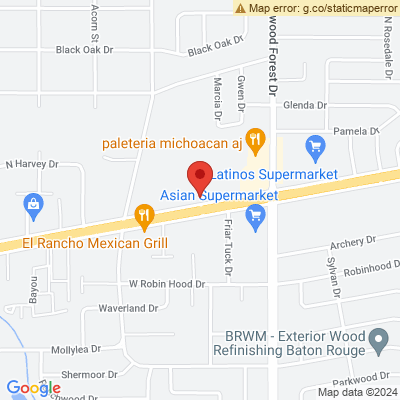 Map error: g.co/staticmaperror
Acorn St
Black Oak Dr
Black Oak Dr
wood Forest Dr
N Rosedale Dr
Marcia Dr
Gwen Dr
Glenda Dr
Pamela Dr
paleteria michoacan aj
N Harvey Dr
Latinos Supermarket
Asian Supermarket
El Rancho Mexican Grill
Friar Tuck Dr
Archery Dr
Robinhood D
Sylvan Dr
Bayon
W Robin Hood Dr
Waverland Dr
BRWM - Exterior Wood
Refinishing Baton Rouge
Mollylea Dr
Shermoor Dr
wood Dr
Parkwood Dr
Google
Map data ©2024